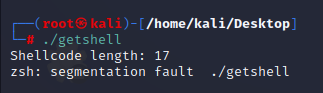 ┌──(root㉿kali)-[/home/kali/Desktop]
└─# ./getshell
Shellcode length: 17
zsh: segmentation fault  ./getshell